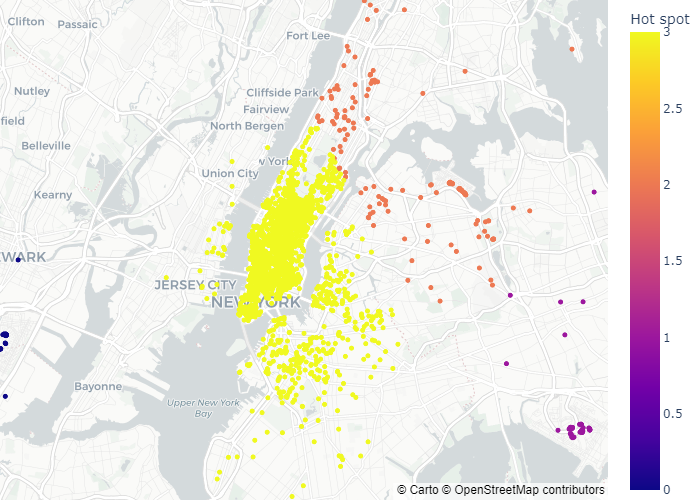 Clifton
Passaic
Fort Lee
Hot spot
3
Nutley
Cliffside Park
Fairview
2.5
field
North Bergen
Belleville
w York
Union City
2
Kearny
WARK
1.5
JERSEY CITY
NEW YORK
1
Bayonne
Upper New York
Bay
0.5
0
© Carto © OpenStreetMap contributors